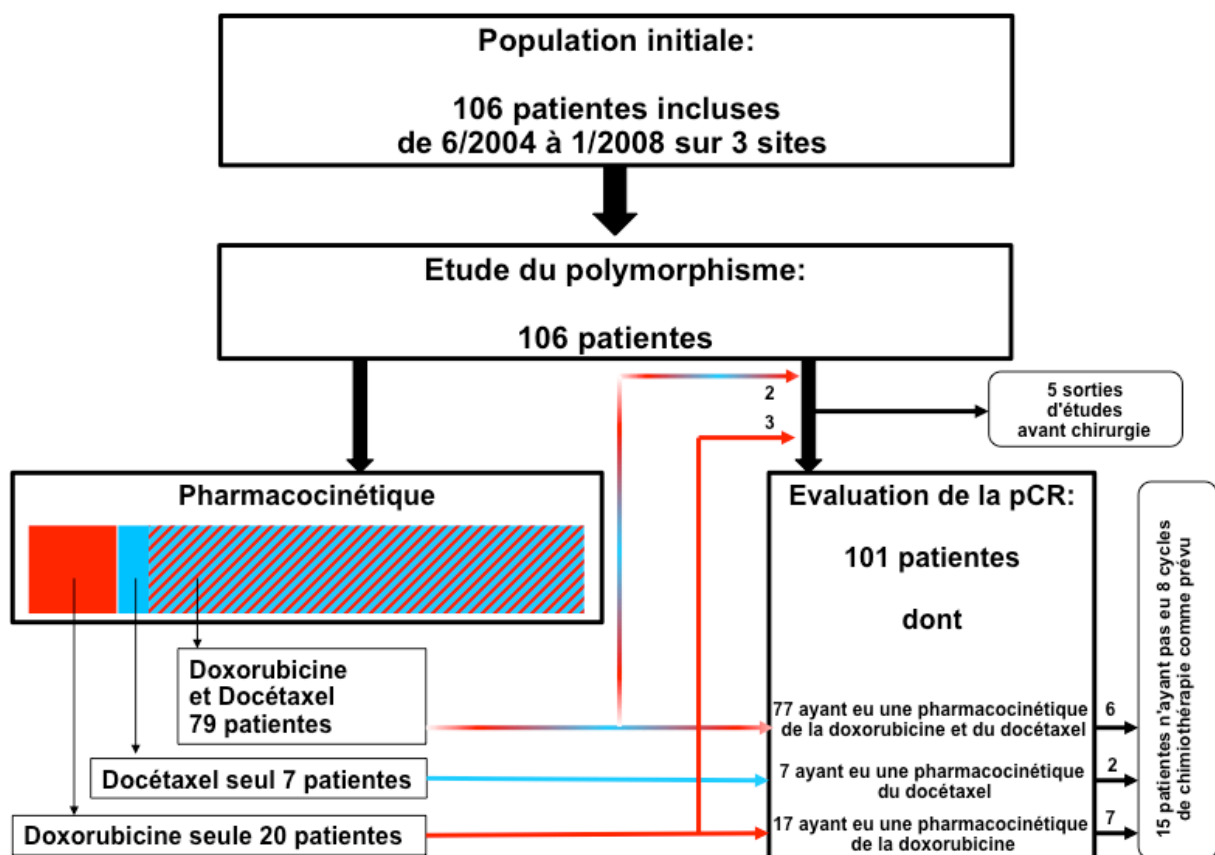 Population initiale:
106 patientes incluses
de 6/2004 à 1/2008 sur 3 sites
Etude du polymorphisme:
106 patientes
2
3
5 sorties
d'études
avant chirurgie
Pharmacocinétique
Doxorubicine
et Docétaxel
79 patientes
Docétaxel seul 7 patientes
Doxorubicine seule 20 patientes
Evaluation de la pCR:
101 patientes
dont
77 ayant eu une pharmacocinétique
de la doxorubicine et du docétaxel
7 ayant eu une pharmacocinétique
du docétaxel
17 ayant eu une pharmacocinétique
de la doxorubicine
6
2
7
15 patientes n'ayant pas eu 8 cycles
de chimiothérapie comme prévu